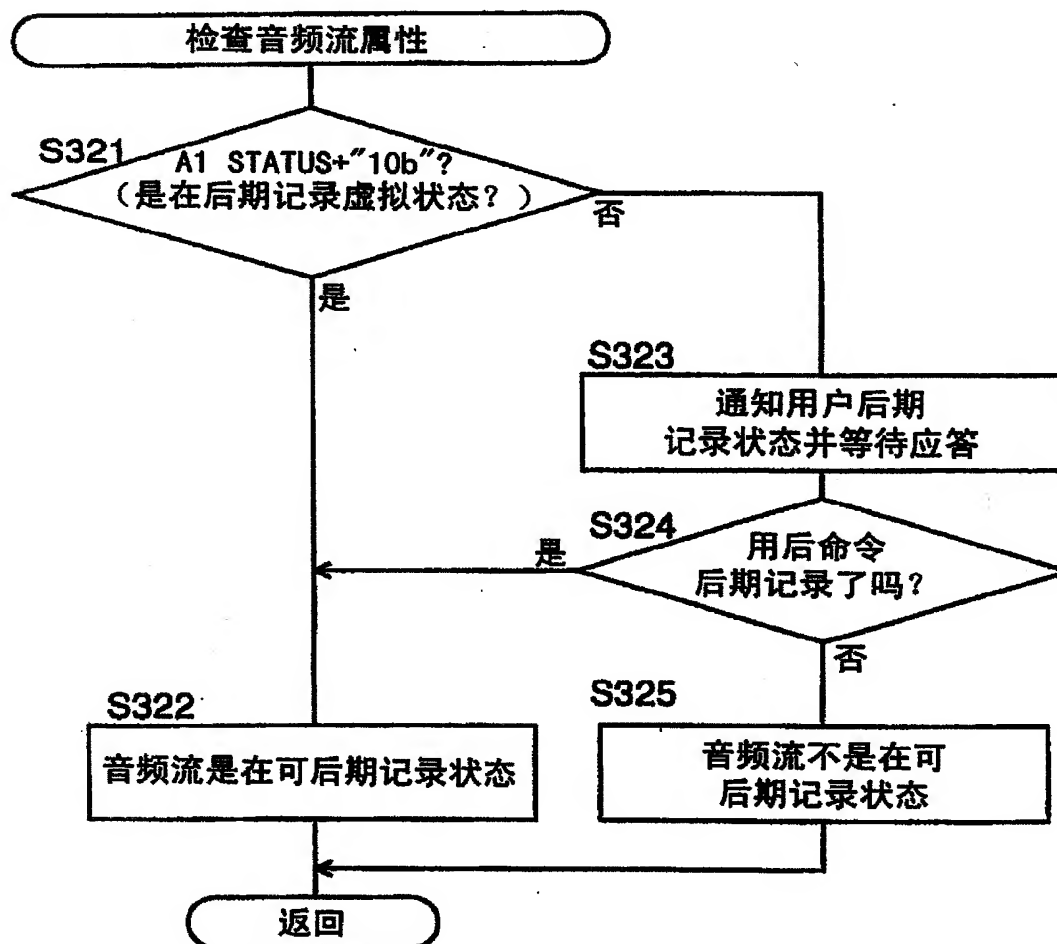 检查音频流属性
S321
A1 STATUS+"10b"?
(是在后期记录虚拟状态?)
否
是
S323
通知用户后期
记录状态并等待应答
S324
是
用后命令
后期记录了吗?
否
S322
音频流是在可后期记录状态
S325
音频流不是在可
后期记录状态
返回